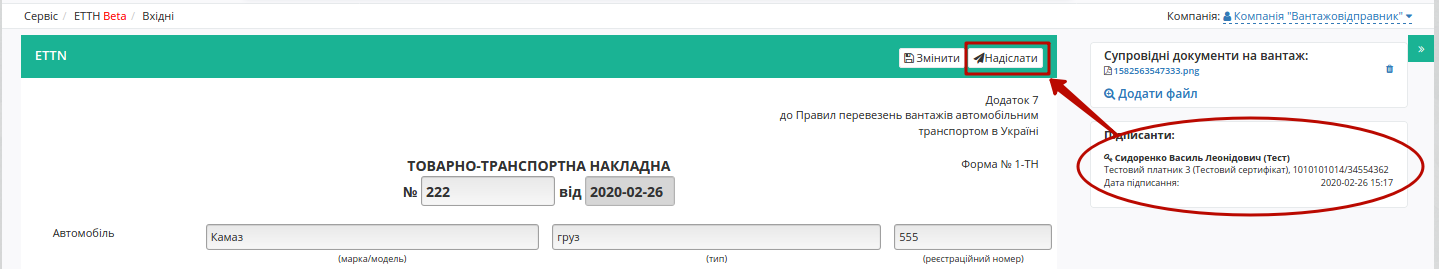 Сервіс / ЕТТН Beta / Вхідні
Компанія: Компанія "Вантажовідправник"
ETTN
Змінити
Надіслати
Додаток 7
до Правил перевезень вантажів автомобільним
транспортом в Україні
ТОВАРНО-ТРАНСПОРТНА НАКЛАДНА
Форма № 1-ТН
№ 222 від 2020-02-26
Автомобіль
Камаз
груз
555
(марка/модель)
(тип)
(реєстраційний номер)
»
Супровідні документи на вантаж:
1582563547333.png
Додати файл
Підписанти:
Сидоренко Василь Леонідович (Тест)
Тестовий платник 3 (Тестовий сертифікат), 1010101014/34554362
Дата підписання: 2020-02-26 15:17